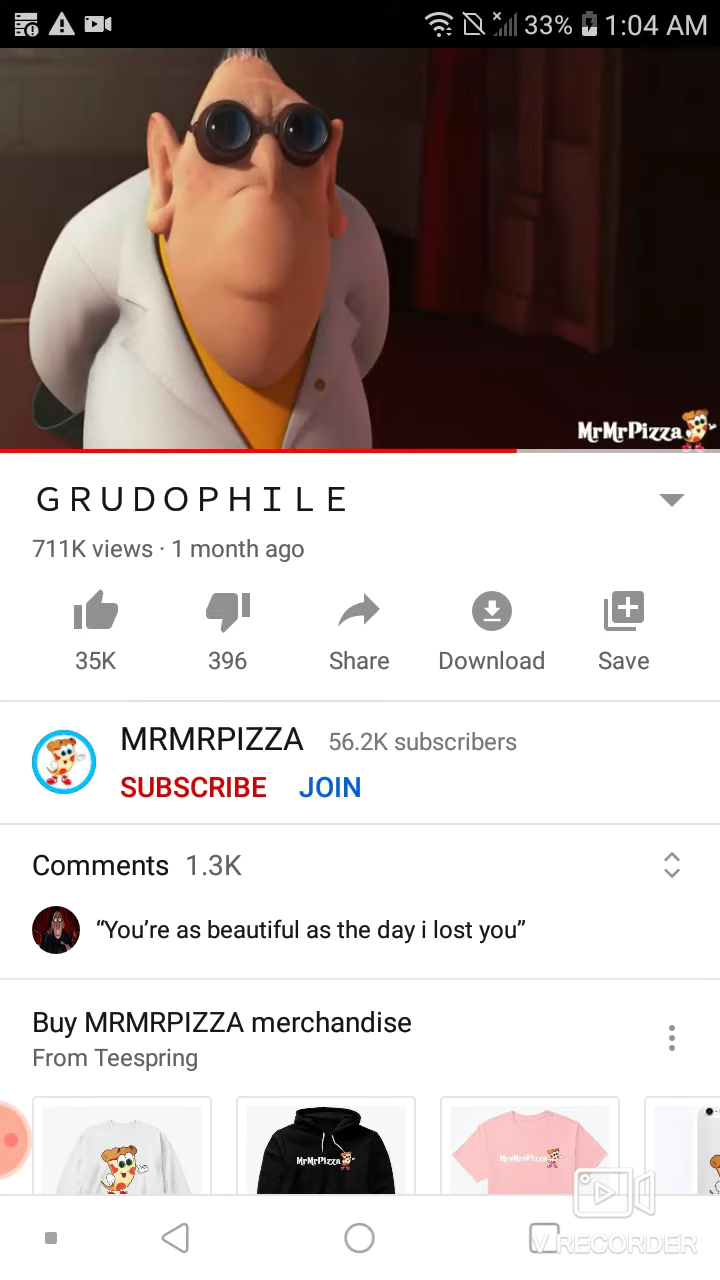 33% 1:04 AM
MrMrPizza
GRUDOPHILE
711K views · 1 month ago
35K 396 Share Download Save
MRMRPIZZA 56.2K subscribers
SUBSCRIBE JOIN
Comments 1.3K
“You’re as beautiful as the day i lost you”
Buy MRMRPIZZA merchandise
From Teespring
MrMrPizza
V RECORDER